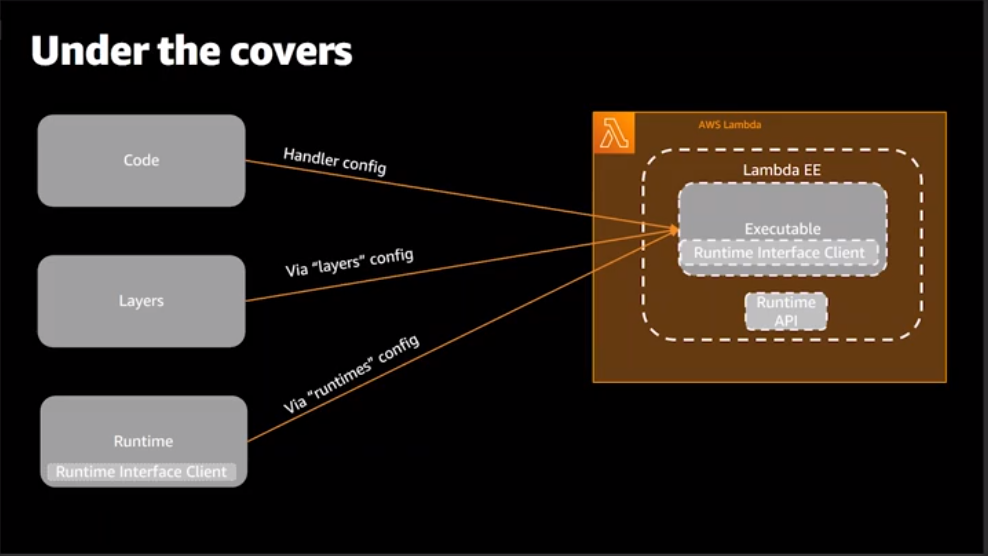 Under the covers
Code
Handler config
Layers
Via “layers” config
Runtime
Runtime Interface Client
Via “runtimes” config
AWS Lambda
Lambda EE
Executable
Runtime Interface Client
Runtime
API